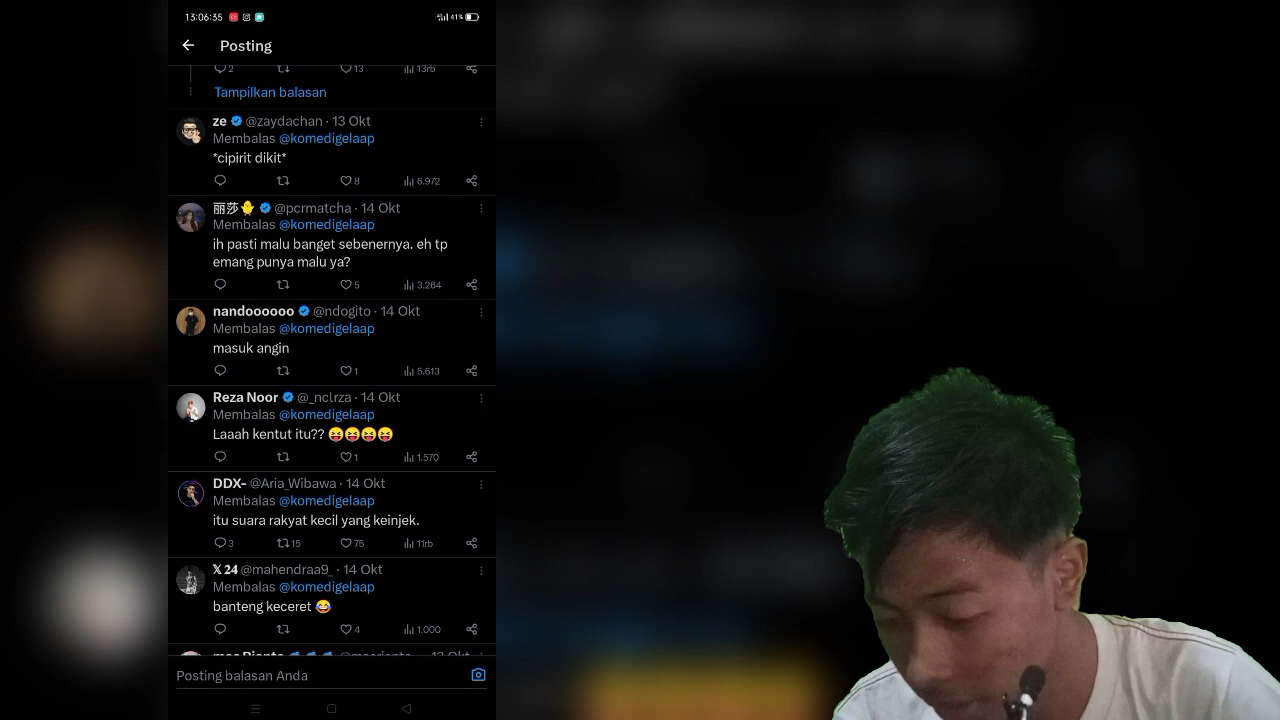 13:06:35
41%
Posting
2 13 13rb
Tampilkan balasan
ze @zaydachan · 13 Okt
Membalas @komedigelaap
*cipirit dikit*
8 6.972
丽莎🐥 @pcrmatcha · 14 Okt
Membalas @komedigelaap
ih pasti malu banget sebenernya. eh tp
emang punya malu ya?
5 3.264
nandoooooo @ndogito · 14 Okt
Membalas @komedigelaap
masuk angin
1 5.613
Reza Noor @_nclrza · 14 Okt
Membalas @komedigelaap
Laaah kentut itu?? 😝😝😝😝
1 1.570
DDX- @Aria_Wibawa · 14 Okt
Membalas @komedigelaap
itu suara rakyat kecil yang keinjek.
3 15 75 11rb
𝕏 𝟐𝟒 @mahendraa9_ · 14 Okt
Membalas @komedigelaap
banteng keceret 😂
4 1.000
Posting balasan Anda